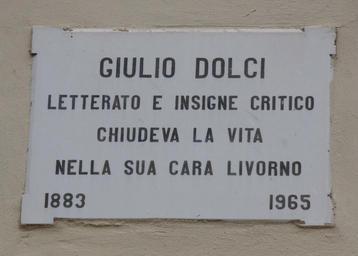 GIULIO DOLCI
LETTERATO E INSIGNE CRITICO
CHIUDEVA LA VITA
NELLA SUA CARA LIVORNO
1883 1965